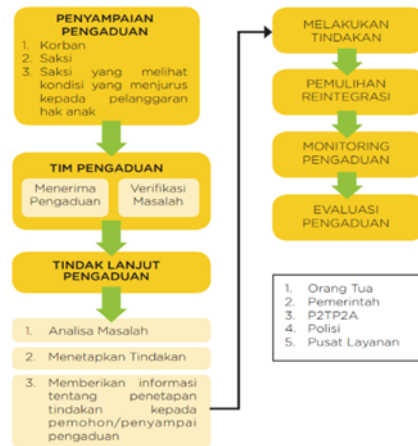 PENYAMPAIAN
PENGADUAN
1. Korban
2. Saksi
3. Saksi yang melihat
kondisi yang menjurus
kepada pelanggaran
hak anak
TIM PENGADUAN
Menerima
Pengaduan
Verifikasi
Masalah
TINDAK LANJUT
PENGADUAN
1. Analisa Masalah
2. Menetapkan Tindakan
3. Memberikan informasi
tentang penetapan
tindakan kepada
pemohon/penyampai
pengaduan
MELAKUKAN
TINDAKAN
PEMULIHAN
REINTEGRASI
MONITORING
PENGADUAN
EVALUASI
PENGADUAN
1. Orang Tua
2. Pemerintah
3. P2TP2A
4. Polisi
5. Pusat Layanan